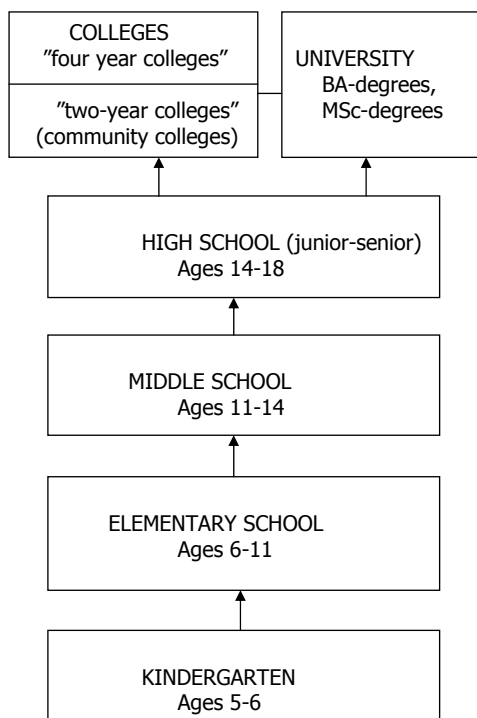 COLLEGES
”four year colleges”
”two-year colleges”
(community colleges)
UNIVERSITY
BA-degrees,
MSc-degrees
HIGH SCHOOL (junior-senior)
Ages 14-18
MIDDLE SCHOOL
Ages 11-14
ELEMENTARY SCHOOL
Ages 6-11
KINDERGARTEN
Ages 5-6